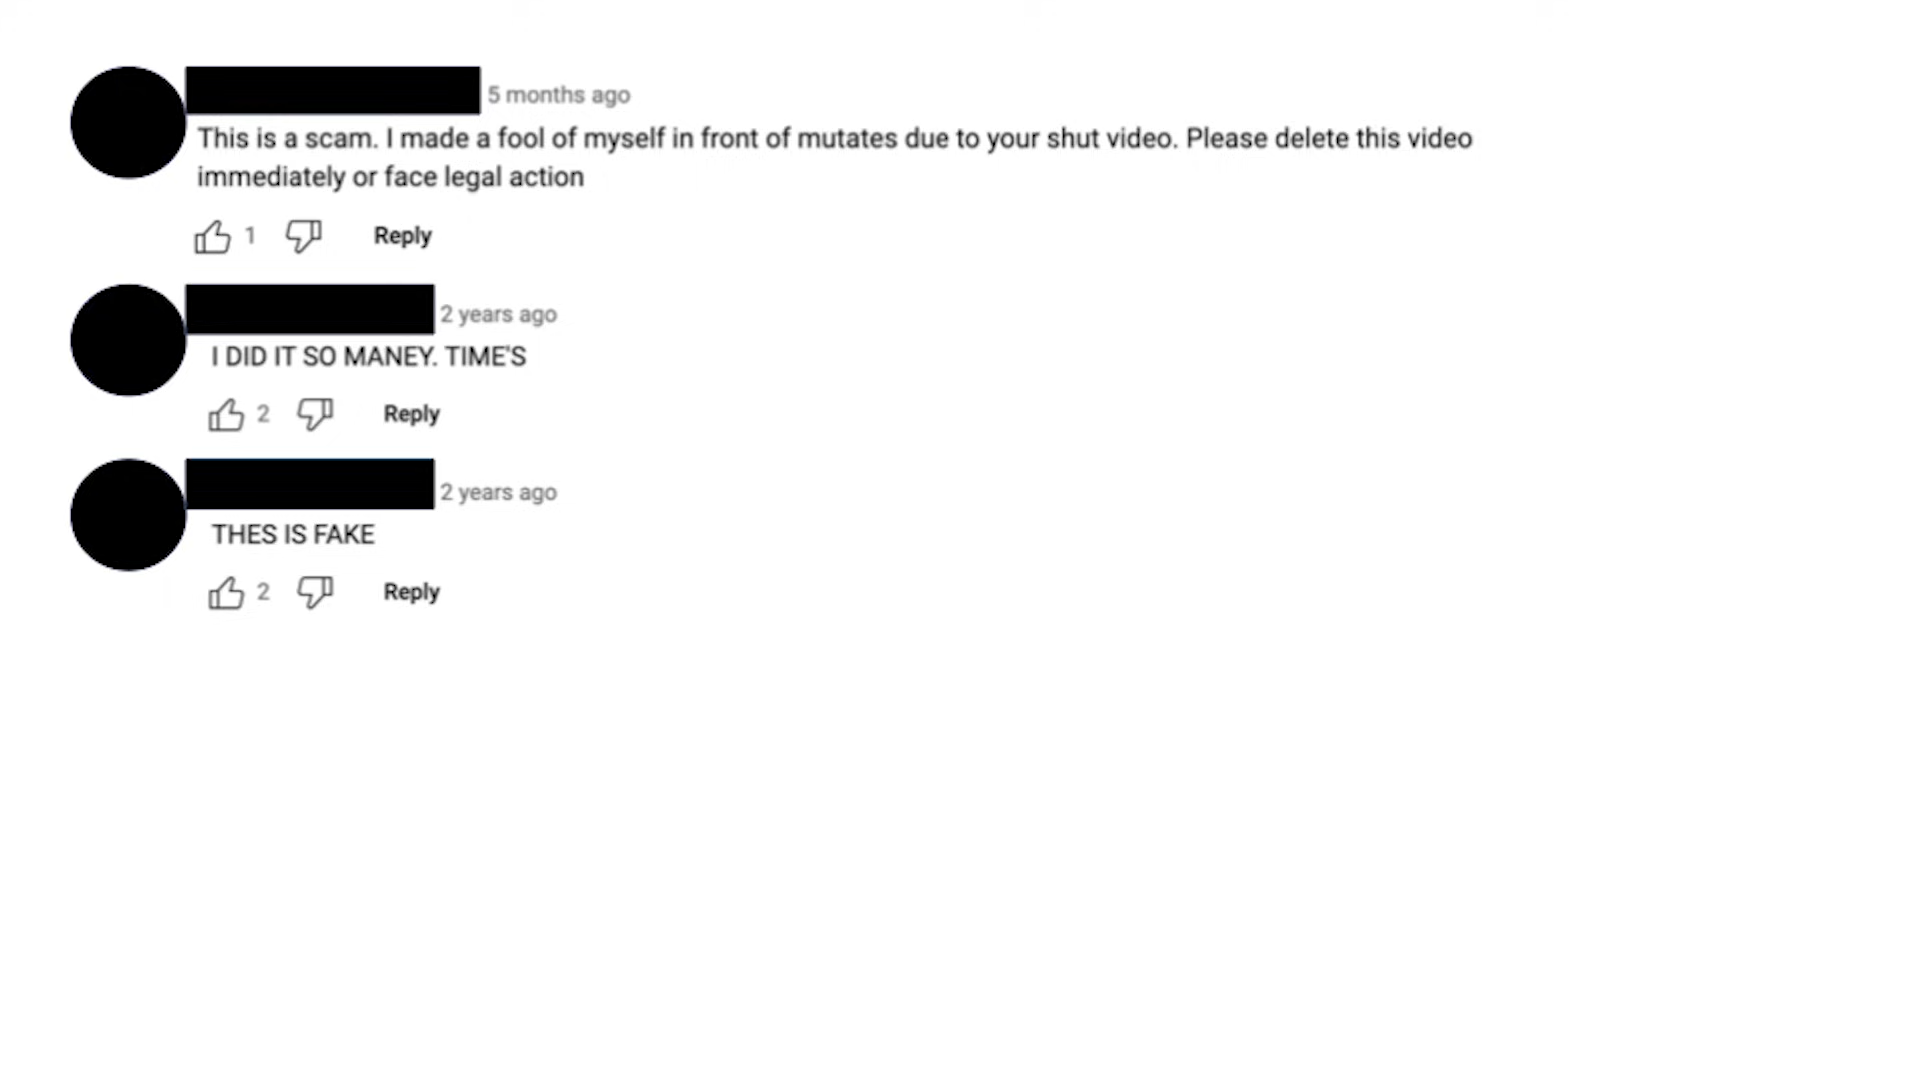 5 months ago
This is a scam. I made a fool of myself in front of mutates due to your shut video. Please delete this video
immediately or face legal action
1 Reply
2 years ago
I DID IT SO MANEY. TIME'S
2 Reply
2 years ago
THES IS FAKE
2 Reply